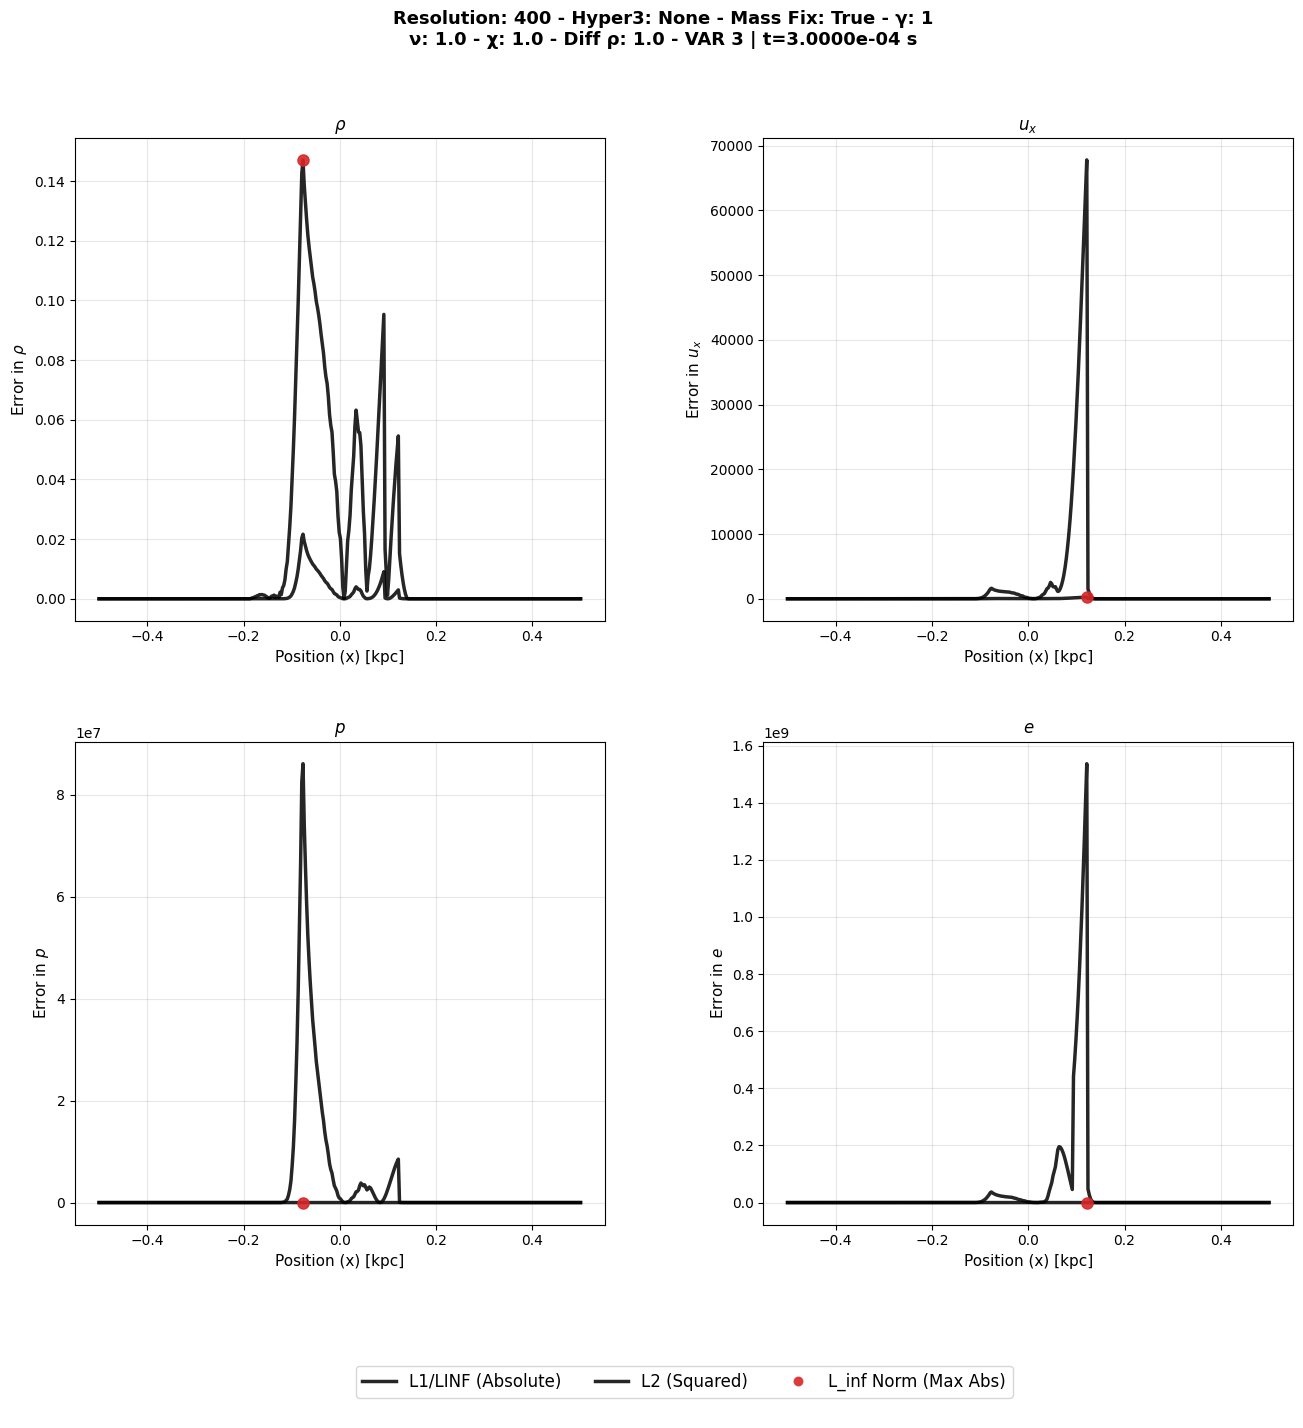 Resolution: 400 - Hyper3: None - Mass Fix: True - γ: 1
ν: 1.0 - χ: 1.0 - Diff ρ: 1.0 - VAR 3 | t=3.0000e-04 s
ρ
0.14
0.12
0.10
0.08
0.06
0.04
0.02
0.00
Error in ρ
−0.4 −0.2 0.0 0.2 0.4
Position (x) [kpc]
u_x
70000
60000
50000
40000
30000
20000
10000
0
Error in u_x
−0.4 −0.2 0.0 0.2 0.4
Position (x) [kpc]
p
1e7
8
6
4
2
0
Error in p
−0.4 −0.2 0.0 0.2 0.4
Position (x) [kpc]
e
1e9
1.6
1.4
1.2
1.0
0.8
0.6
0.4
0.2
0.0
Error in e
−0.4 −0.2 0.0 0.2 0.4
Position (x) [kpc]
L1/LINF (Absolute) L2 (Squared) L_inf Norm (Max Abs)